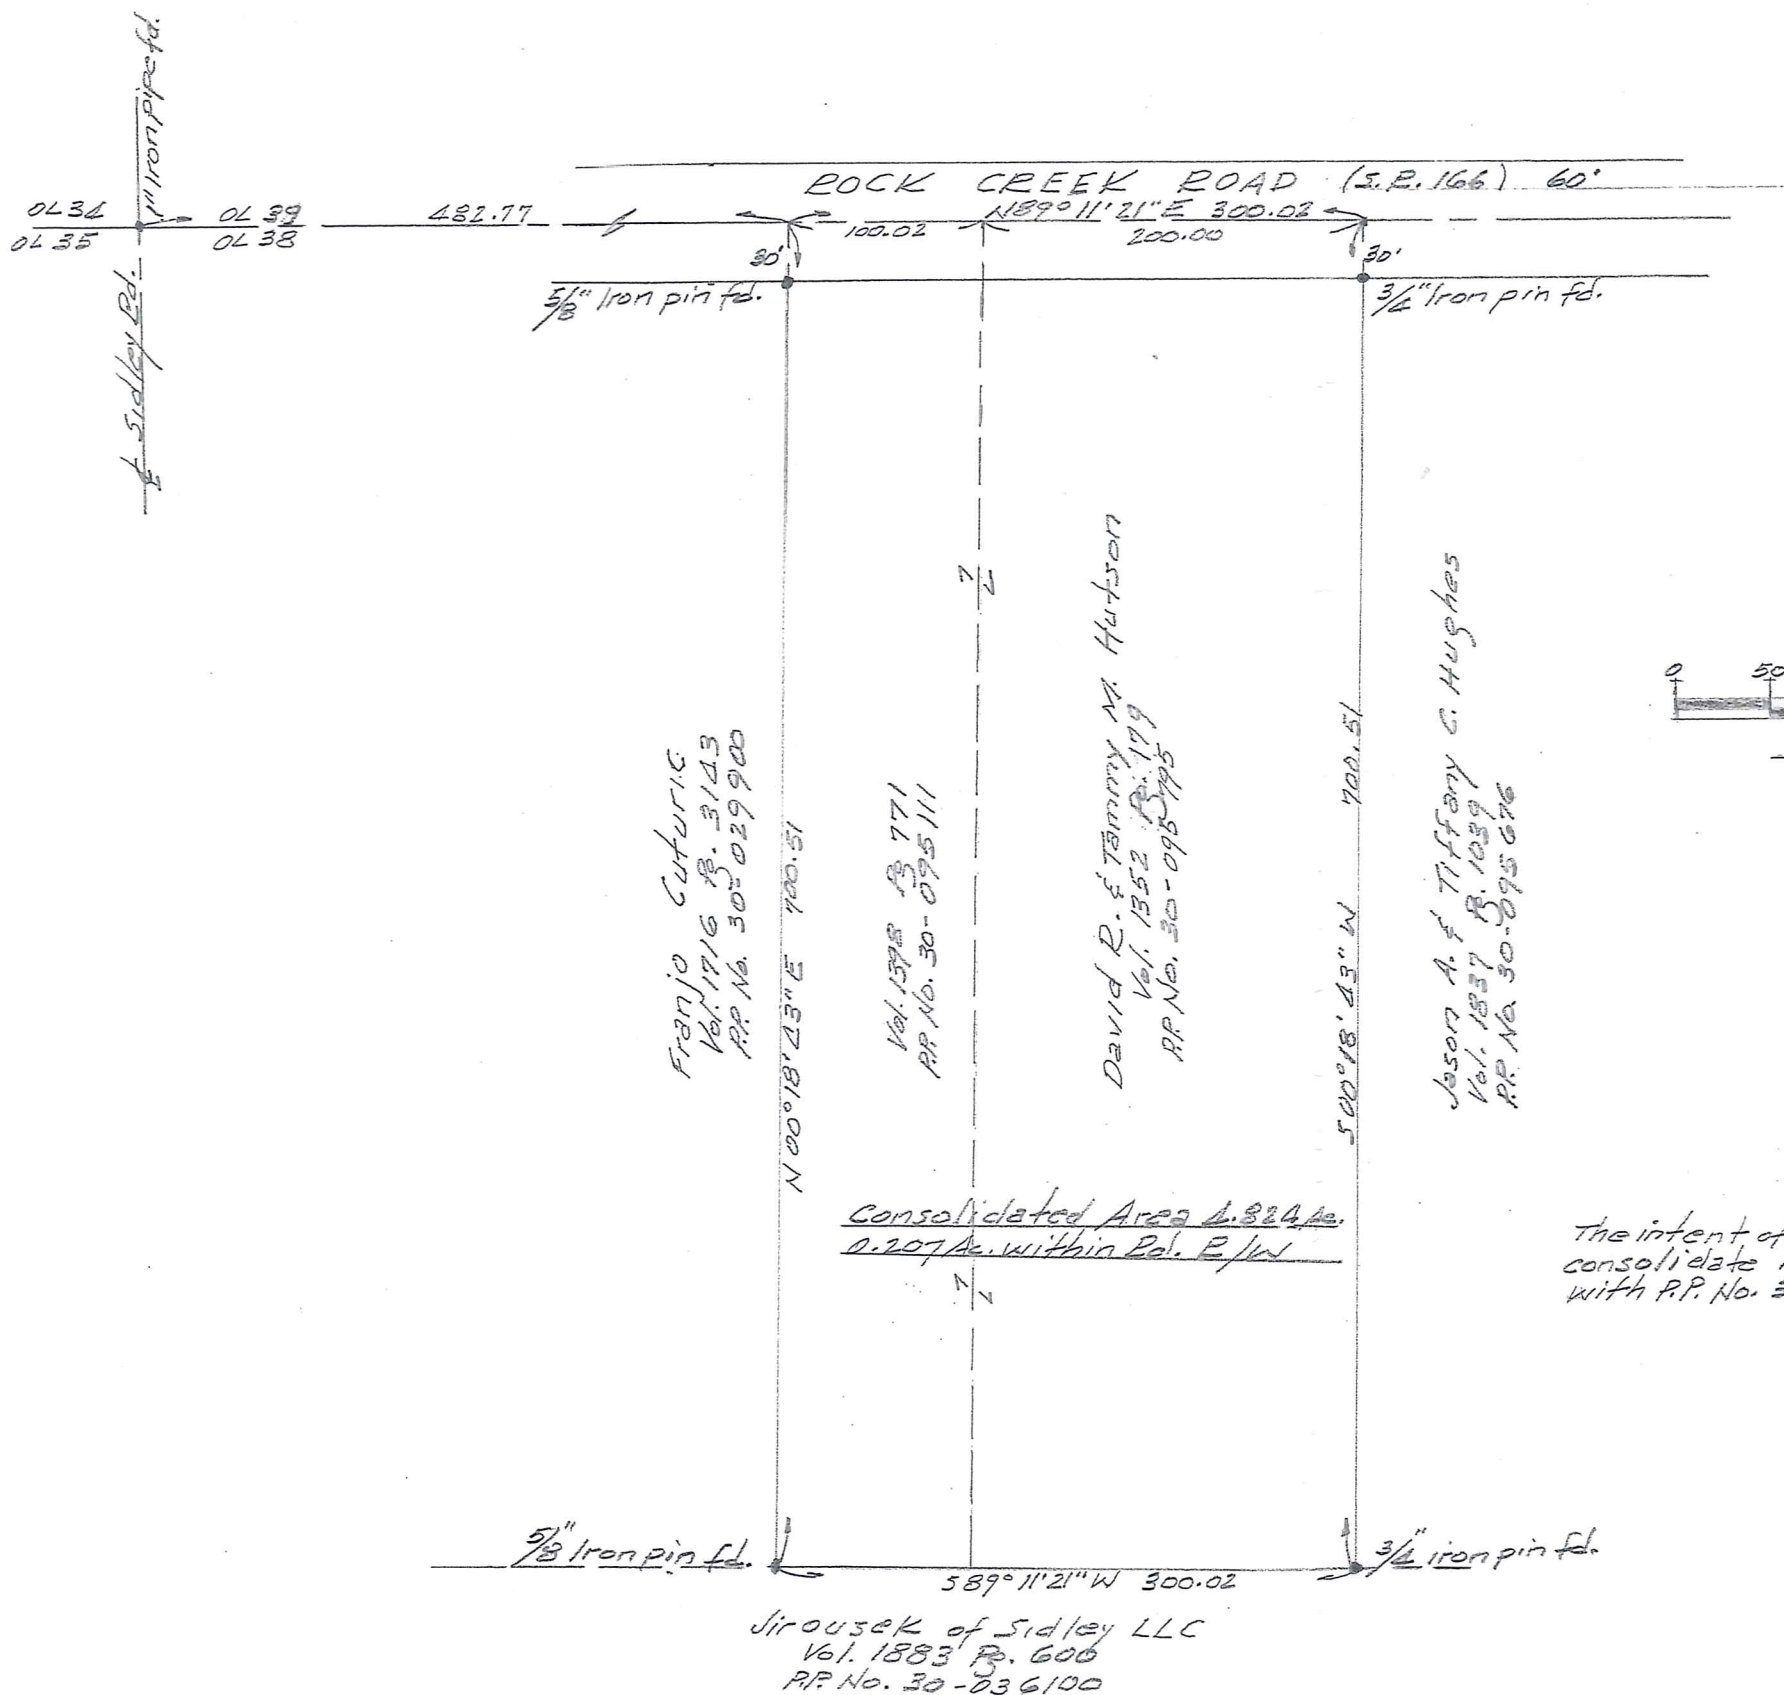 1" Iron pipe fd.
ROCK CREEK ROAD (S.R. 166) 60'
OL 34
OL 35
OL 39
OL 38
482.77
N89° 11' 21" E 300.02
100.02
200.00
30'
30'
5/8" Iron pin fd.
3/4" Iron pin fd.
℄ Sidley Rd.
Franjo Cuturic
Vol. 1716 Pg. 3143
P.P. No. 30-029900
N 00° 18' 43" E 700.51
Vol. 1398 Pg 771
P.P. No. 30-095111
David R. & Tammy M. Hutson
Vol. 1352 Pg. 179
P.P. No. 30-095795
S 00° 18' 43" W 700.51
Jason A. & Tiffany C. Hughes
Vol. 1837 Pg. 1039
P.P. No. 30-095676
0 50
Consolidated Area 4.824 Ac.
0.207 Ac. within Rd. R/W
The intent of
consolidate
with P.P. No.
5/8" Iron pin fd.
3/4" iron pin fd.
S89° 11' 21" W 300.02
Jirousek of Sidley LLC
Vol. 1883 Pg. 600
P.P. No. 30-036100